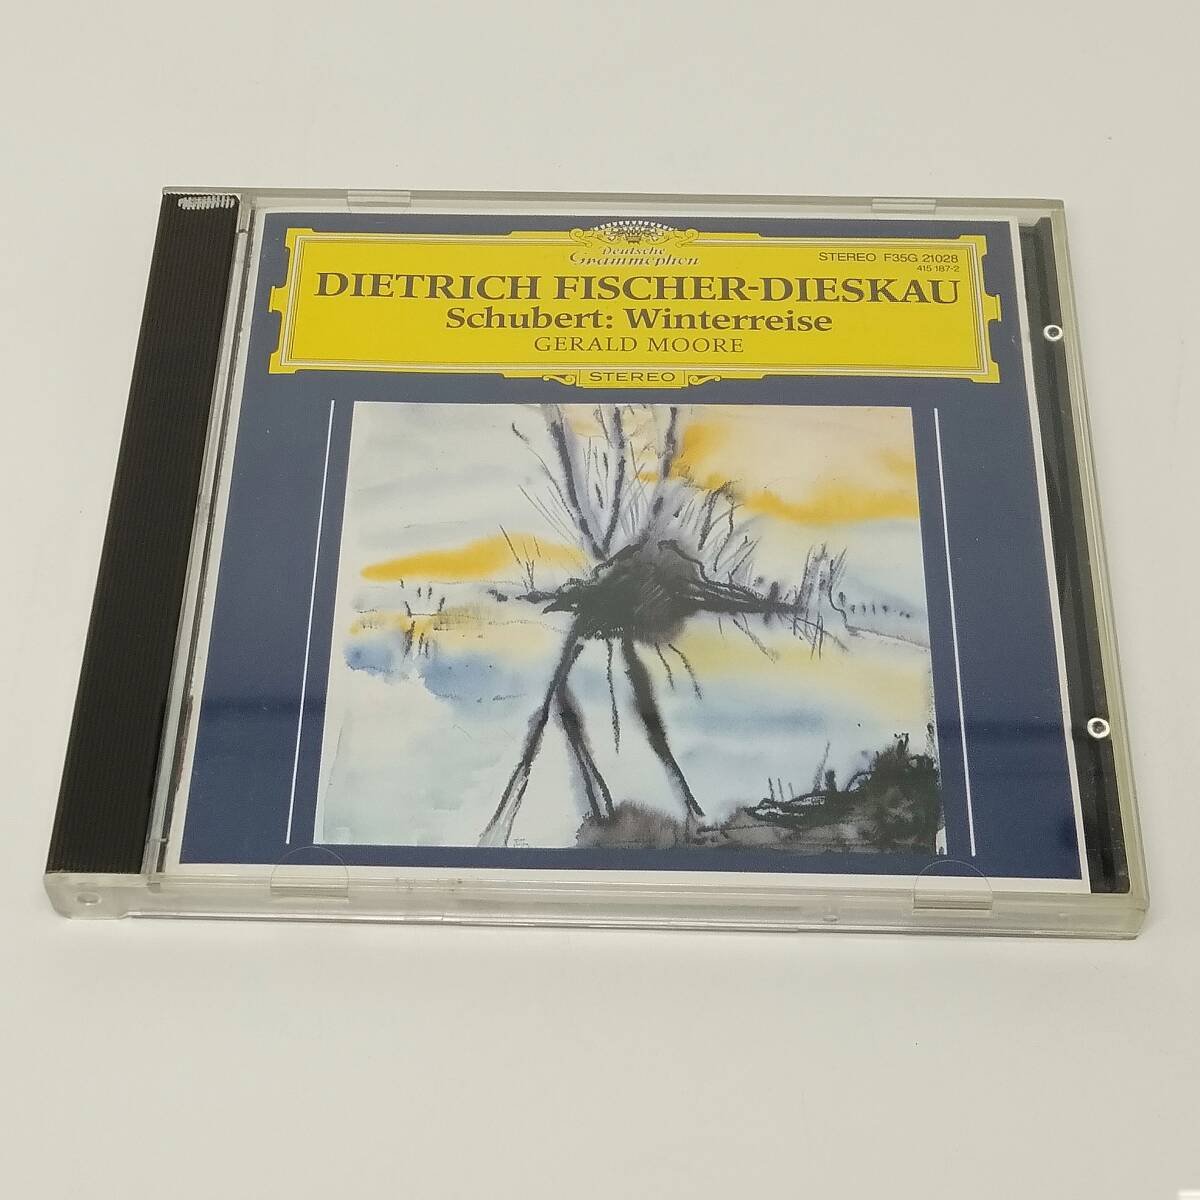 Deutsche
Grammophon
STEREO F35G 21028
415 187-2
DIETRICH FISCHER-DIESKAU
Schubert: Winterreise
GERALD MOORE
STEREO